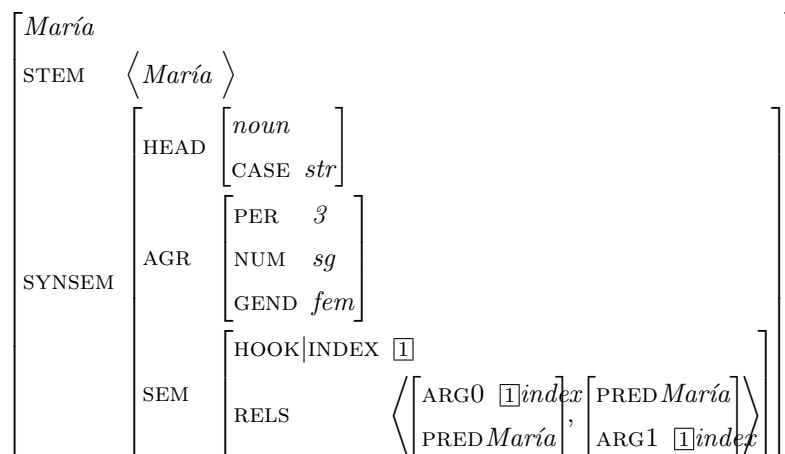 María
STEM ⟨ María ⟩
HEAD noun
CASE str
PER 3
AGR NUM sg
SYNSEM GEND fem
HOOK|INDEX 1
SEM RELS ⟨ ARG0 1 index , PRED María ⟩
PRED María ARG1 1 index